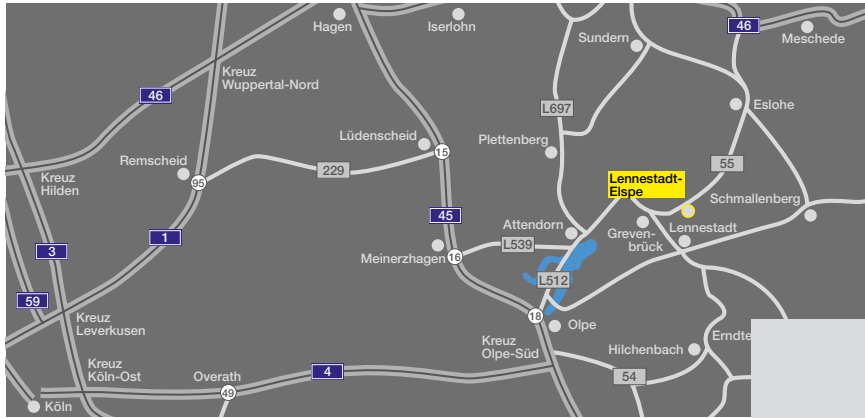 46
Hagen
Iserlohn
Sundern
Meschede
Kreuz
Wuppertal-Nord
46
L697
Eslohe
Lüdenscheid
15
Plettenberg
Remscheid
95
229
55
Kreuz
Hilden
Lennestadt-
Elspe
Schmallenberg
45
Attendorn
Greven-
brück
Lennestadt
1
3
Meinerzhagen
16
L539
L512
59
Kreuz
Leverkusen
18
Olpe
Kreuz
Olpe-Süd
Hilchenbach
Erndte
Kreuz
Köln-Ost
Overath
4
54
49
Köln